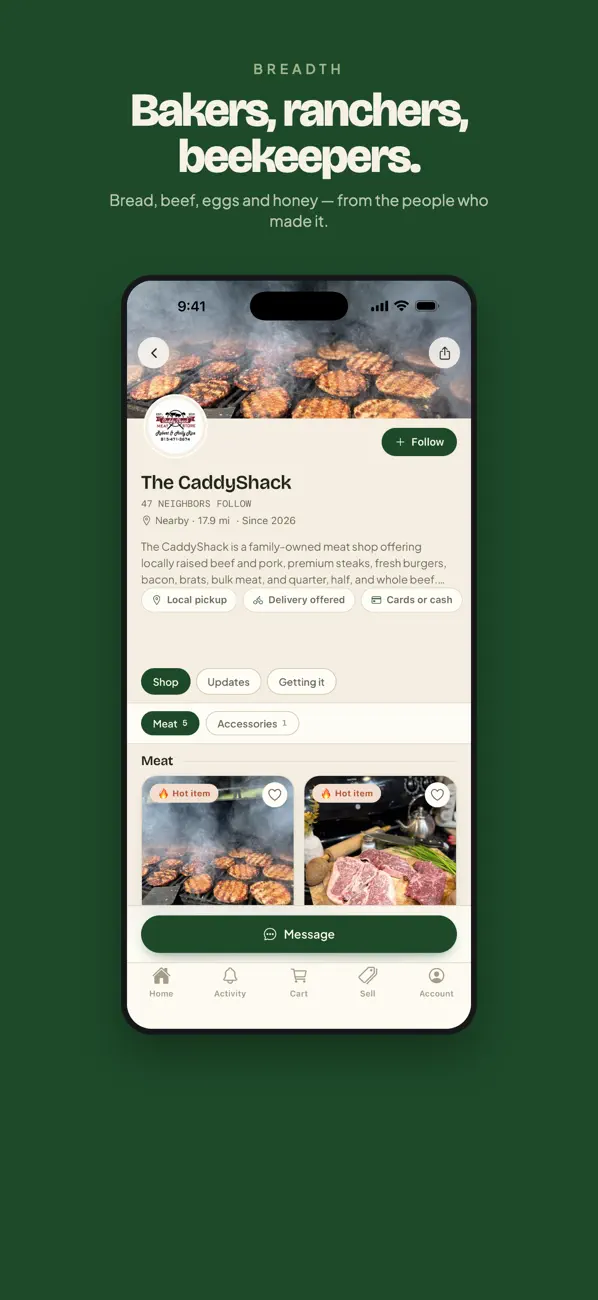 BREADTH
Bakers, ranchers,
beekeepers.
Bread, beef, eggs and honey — from the people who
made it.
9:41
Follow
The CaddyShack
47 NEIGHBORS FOLLOW
Nearby · 17.9 mi · Since 2026
The CaddyShack is a family-owned meat shop offering
locally raised beef and pork, premium steaks, fresh burgers,
bacon, brats, bulk meat, and quarter, half, and whole beef....
Local pickup Delivery offered Cards or cash
Shop Updates Getting it
Meat 5 Accessories 1
Meat
Hot item Hot item
Message
Home Activity Cart Sell Account